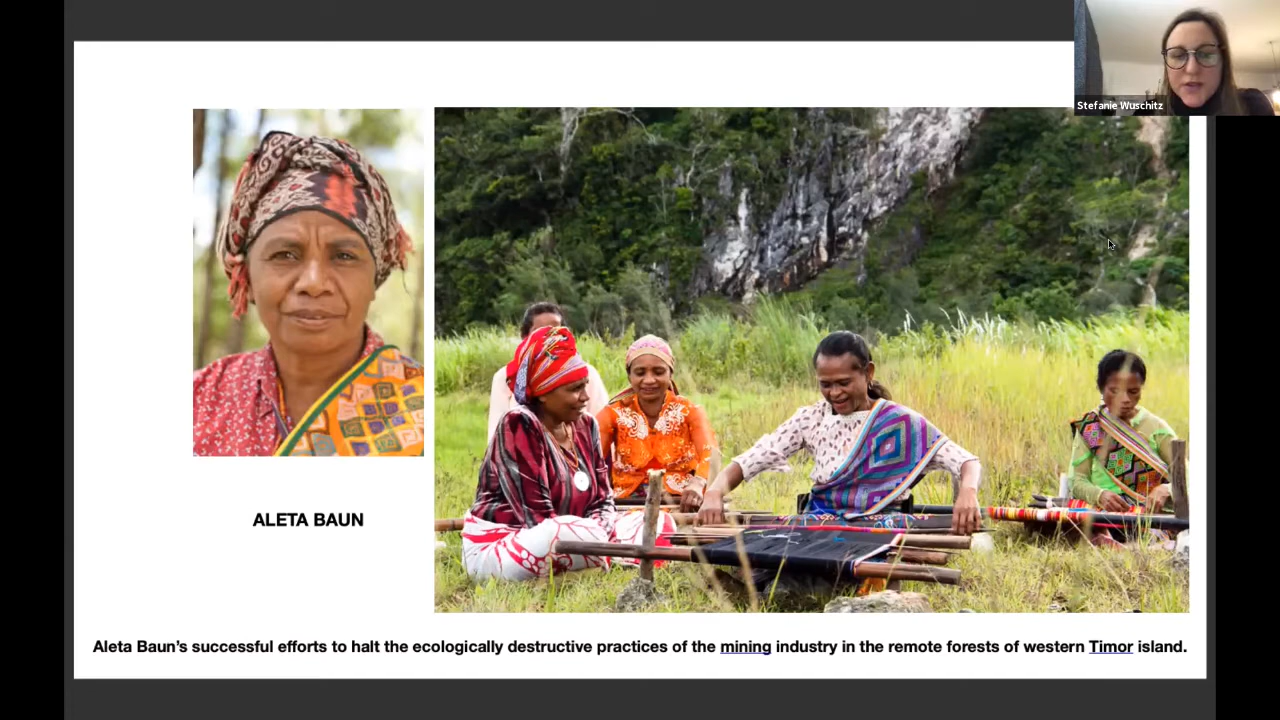 Stefanie Wuschitz
ALETA BAUN
Aleta Baun’s successful efforts to halt the ecologically destructive practices of the mining industry in the remote forests of western Timor island.